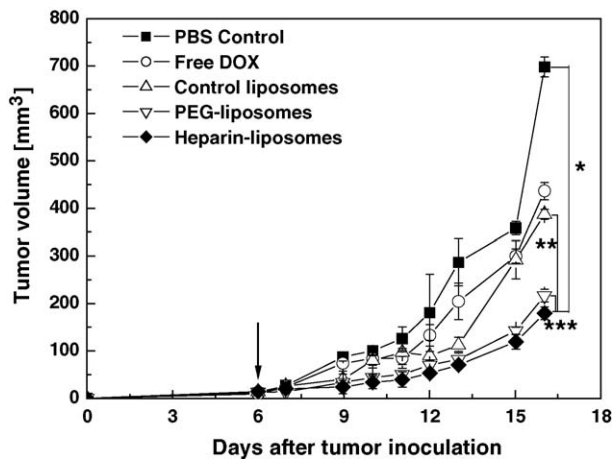 800
700
600
500
400
300
200
100
0
Tumor volume [mm³]
PBS Control
Free DOX
Control liposomes
PEG-liposomes
Heparin-liposomes
*
**
***
0 3 6 9 12 15 18
Days after tumor inoculation